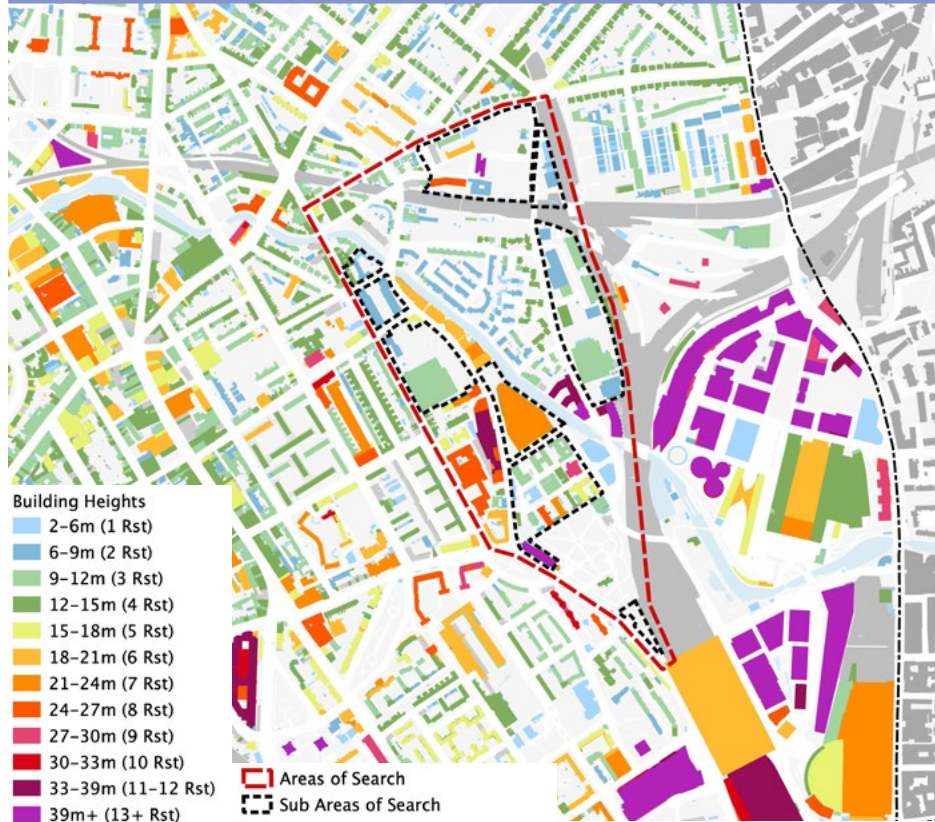 Building Heights
2–6m (1 Rst)
6–9m (2 Rst)
9–12m (3 Rst)
12–15m (4 Rst)
15–18m (5 Rst)
18–21m (6 Rst)
21–24m (7 Rst)
24–27m (8 Rst)
27–30m (9 Rst)
30–33m (10 Rst)
33–39m (11–12 Rst)
39m+ (13+ Rst)
Areas of Search
Sub Areas of Search